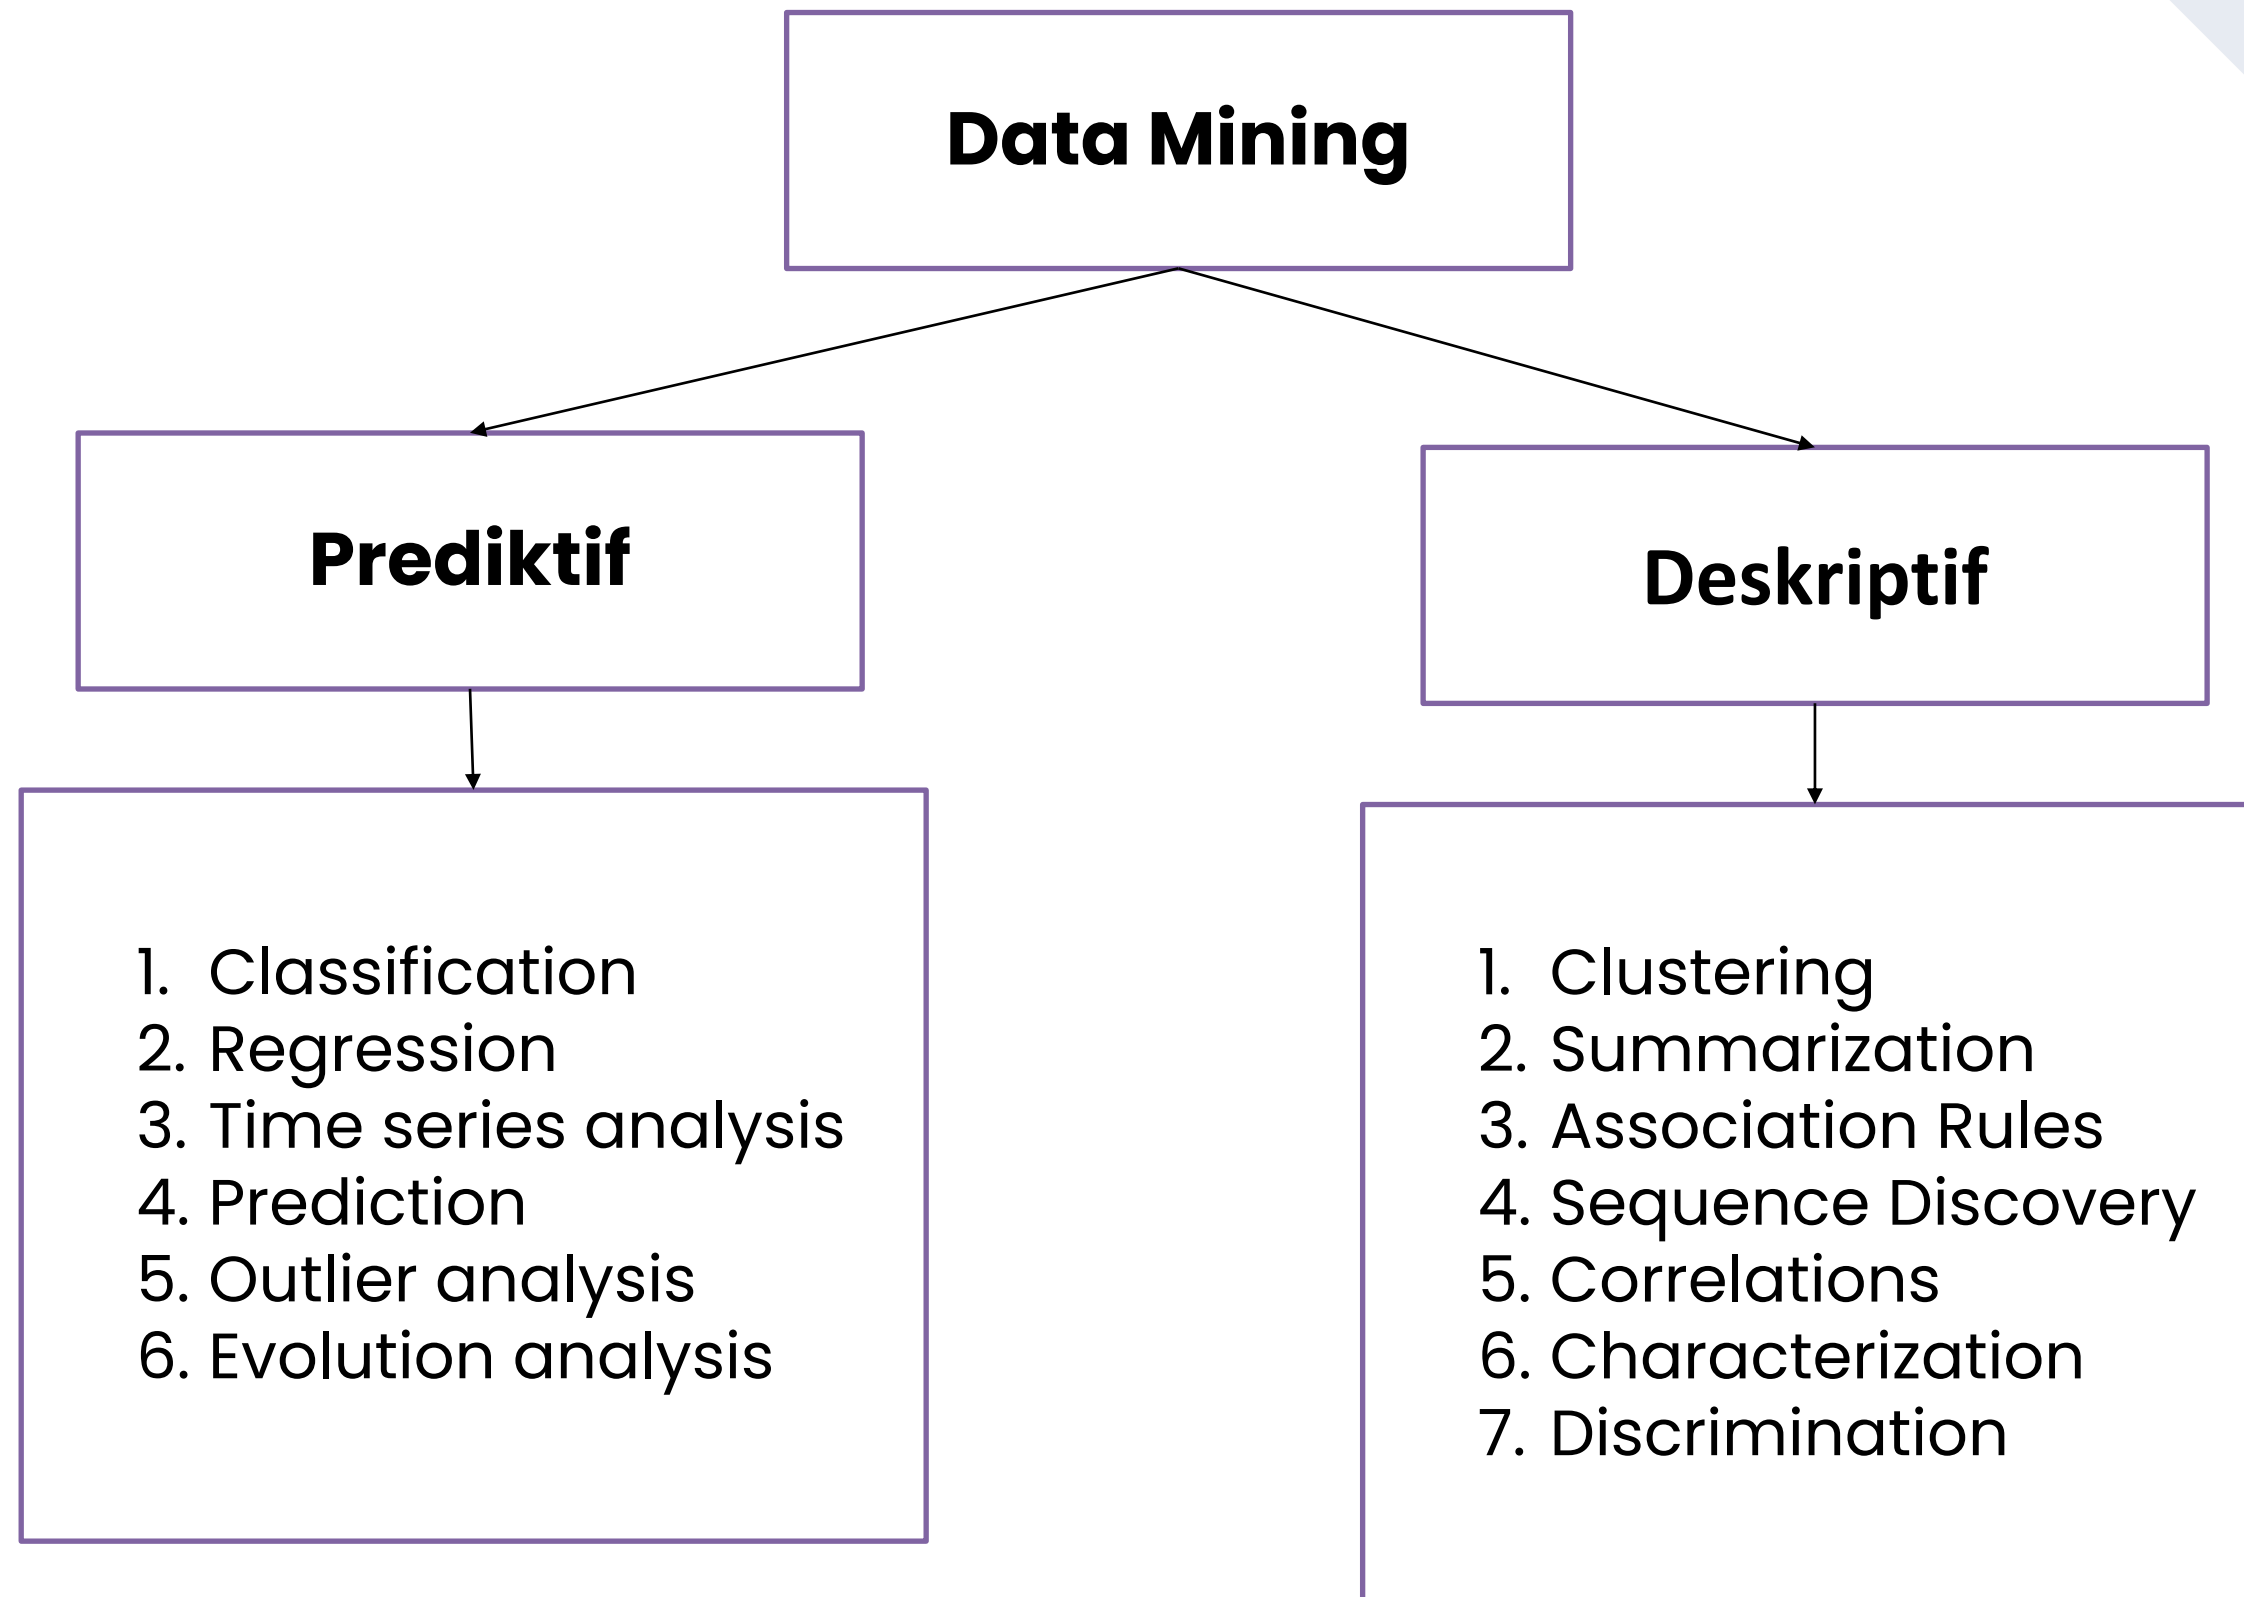 Data Mining
Prediktif
Deskriptif
1. Classification
2. Regression
3. Time series analysis
4. Prediction
5. Outlier analysis
6. Evolution analysis
1. Clustering
2. Summarization
3. Association Rules
4. Sequence Discovery
5. Correlations
6. Characterization
7. Discrimination